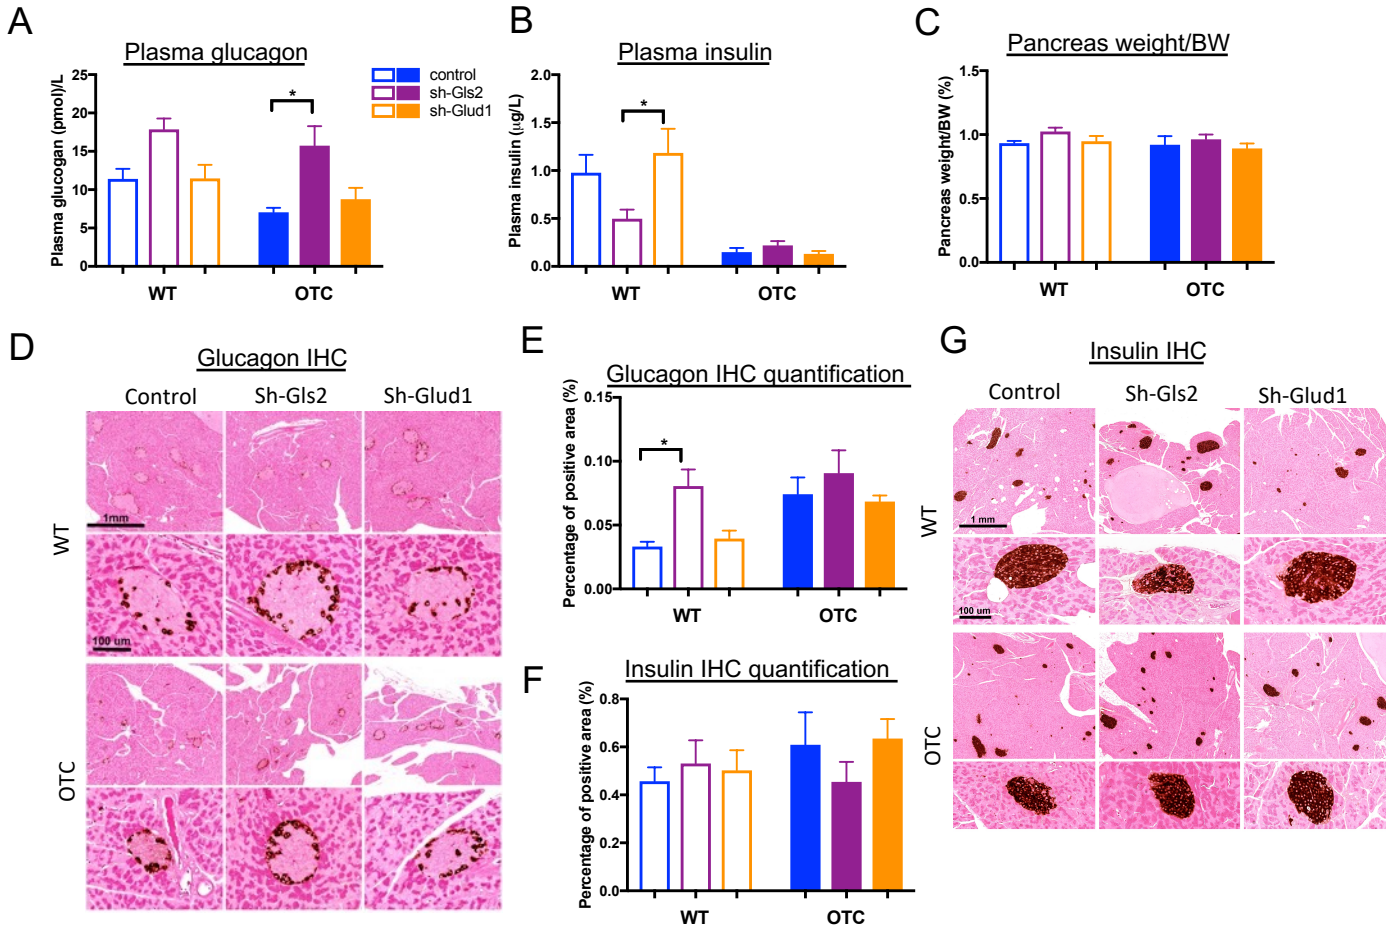 A
Plasma glucagon
Plasma glucogan (pmol)/L
25
20
15
10
5
0
*
WT
OTC
control
sh-Gls2
sh-Glud1
B
Plasma insulin
Plasma insulin (µg/L)
2.0
1.5
1.0
0.5
0.0
*
WT
OTC
C
Pancreas weight/BW
Pancreas weight/BW (%)
1.5
1.0
0.5
0.0
WT
OTC
D
Glucagon IHC
Control
Sh-Gls2
Sh-Glud1
WT
1mm
100 um
OTC
E
Glucagon IHC quantification
Percentage of positive area (%)
0.15
0.10
0.05
0.00
*
WT
OTC
F
Insulin IHC quantification
Percentage of positive area (%)
0.8
0.6
0.4
0.2
0.0
WT
OTC
G
Insulin IHC
Control
Sh-Gls2
Sh-Glud1
WT
1 mm
100 um
OTC